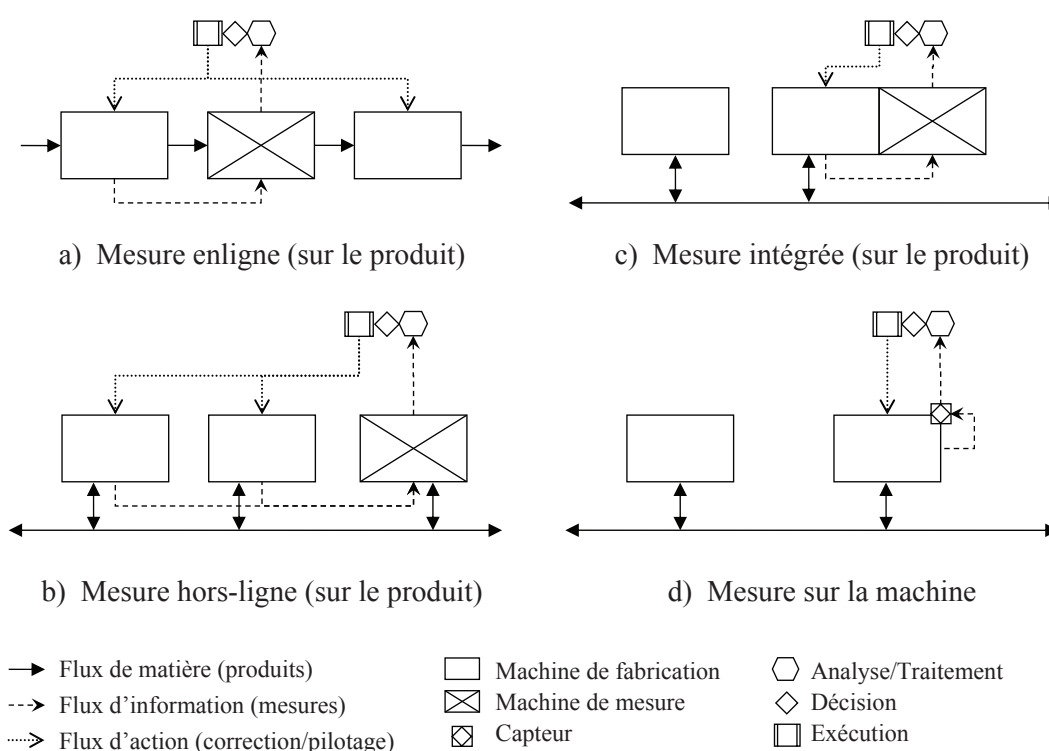 a) Mesure enligne (sur le produit)
c) Mesure intégrée (sur le produit)
b) Mesure hors-ligne (sur le produit)
d) Mesure sur la machine
Flux de matière (produits)
Flux d’information (mesures)
Flux d’action (correction/pilotage)
Machine de fabrication
Machine de mesure
Capteur
Analyse/Traitement
Décision
Exécution